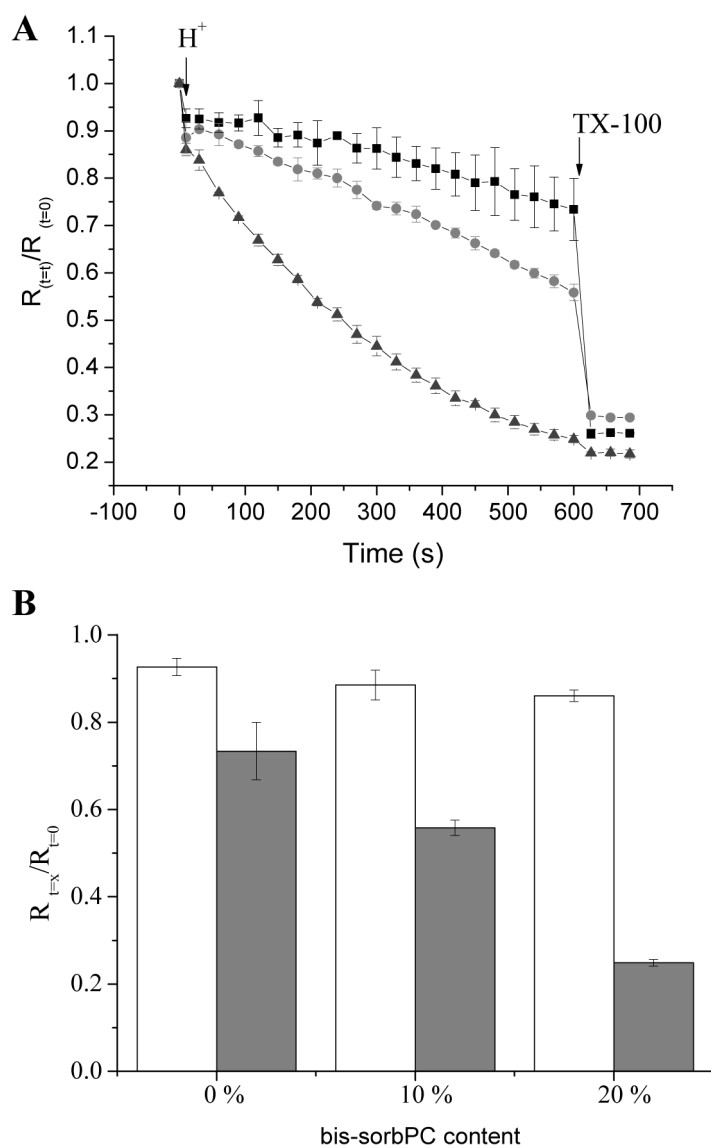 A
H+
TX-100
1.1
1.0
0.9
0.8
0.7
0.6
0.5
0.4
0.3
0.2
R(t=t)/R (t=0)
-100 0 100 200 300 400 500 600 700
Time (s)
B
1.0
0.8
0.6
0.4
0.2
0.0
R t=x/Rt=0
0 % 10 % 20 %
bis-sorbPC content